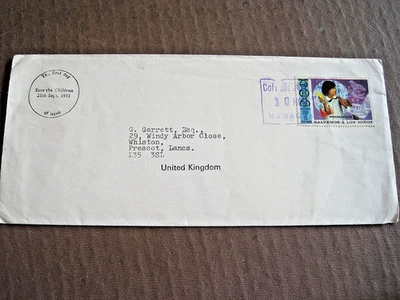 first day
Save the Children
25th Sep. 1972
of issue
G. Garrett, Esq.,
29, Windy Arbor Close,
Whiston,
Prescot, Lancs.
L35 3SL
United Kingdom
SALVEMOS A LOS NIÑOS